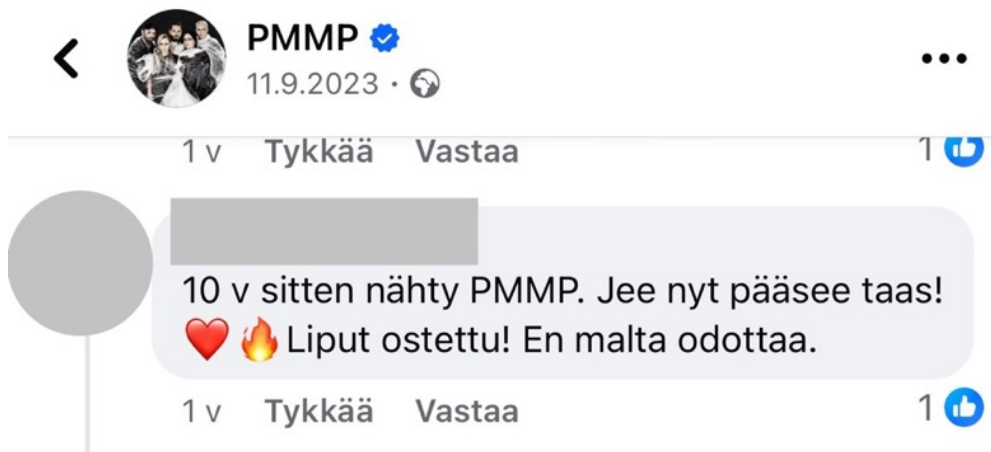 PMMP
11.9.2023 ·
1 v Tykkää Vastaa 1
10 v sitten nähty PMMP. Jee nyt pääsee taas!
❤️🔥 Liput ostettu! En malta odottaa.
1 v Tykkää Vastaa 1